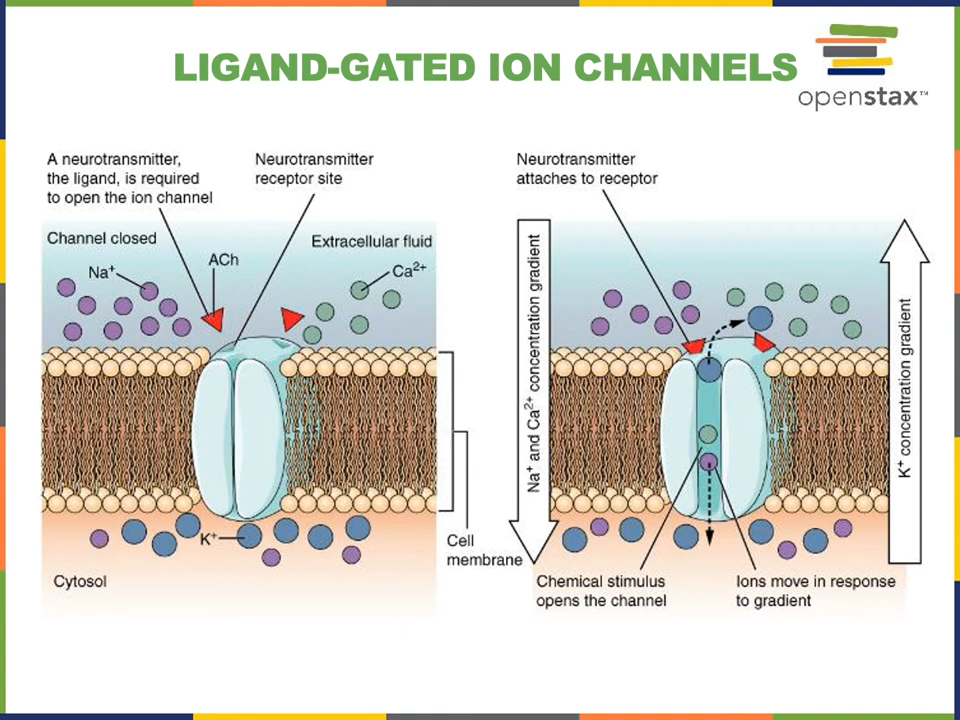 LIGAND-GATED ION CHANNELS
openstax™
A neurotransmitter,
the ligand, is required
to open the ion channel
Neurotransmitter
receptor site
Channel closed
Extracellular fluid
Na⁺
ACh
Ca²⁺
K⁺
Cell
membrane
Cytosol
Neurotransmitter
attaches to receptor
Na⁺ and Ca²⁺ concentration gradient
K⁺ concentration gradient
Chemical stimulus
opens the channel
Ions move in response
to gradient